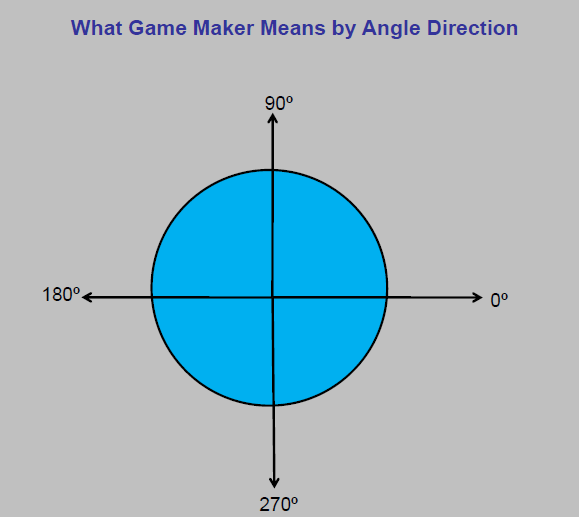 What Game Maker Means by Angle Direction
90º
180º
0º
270º